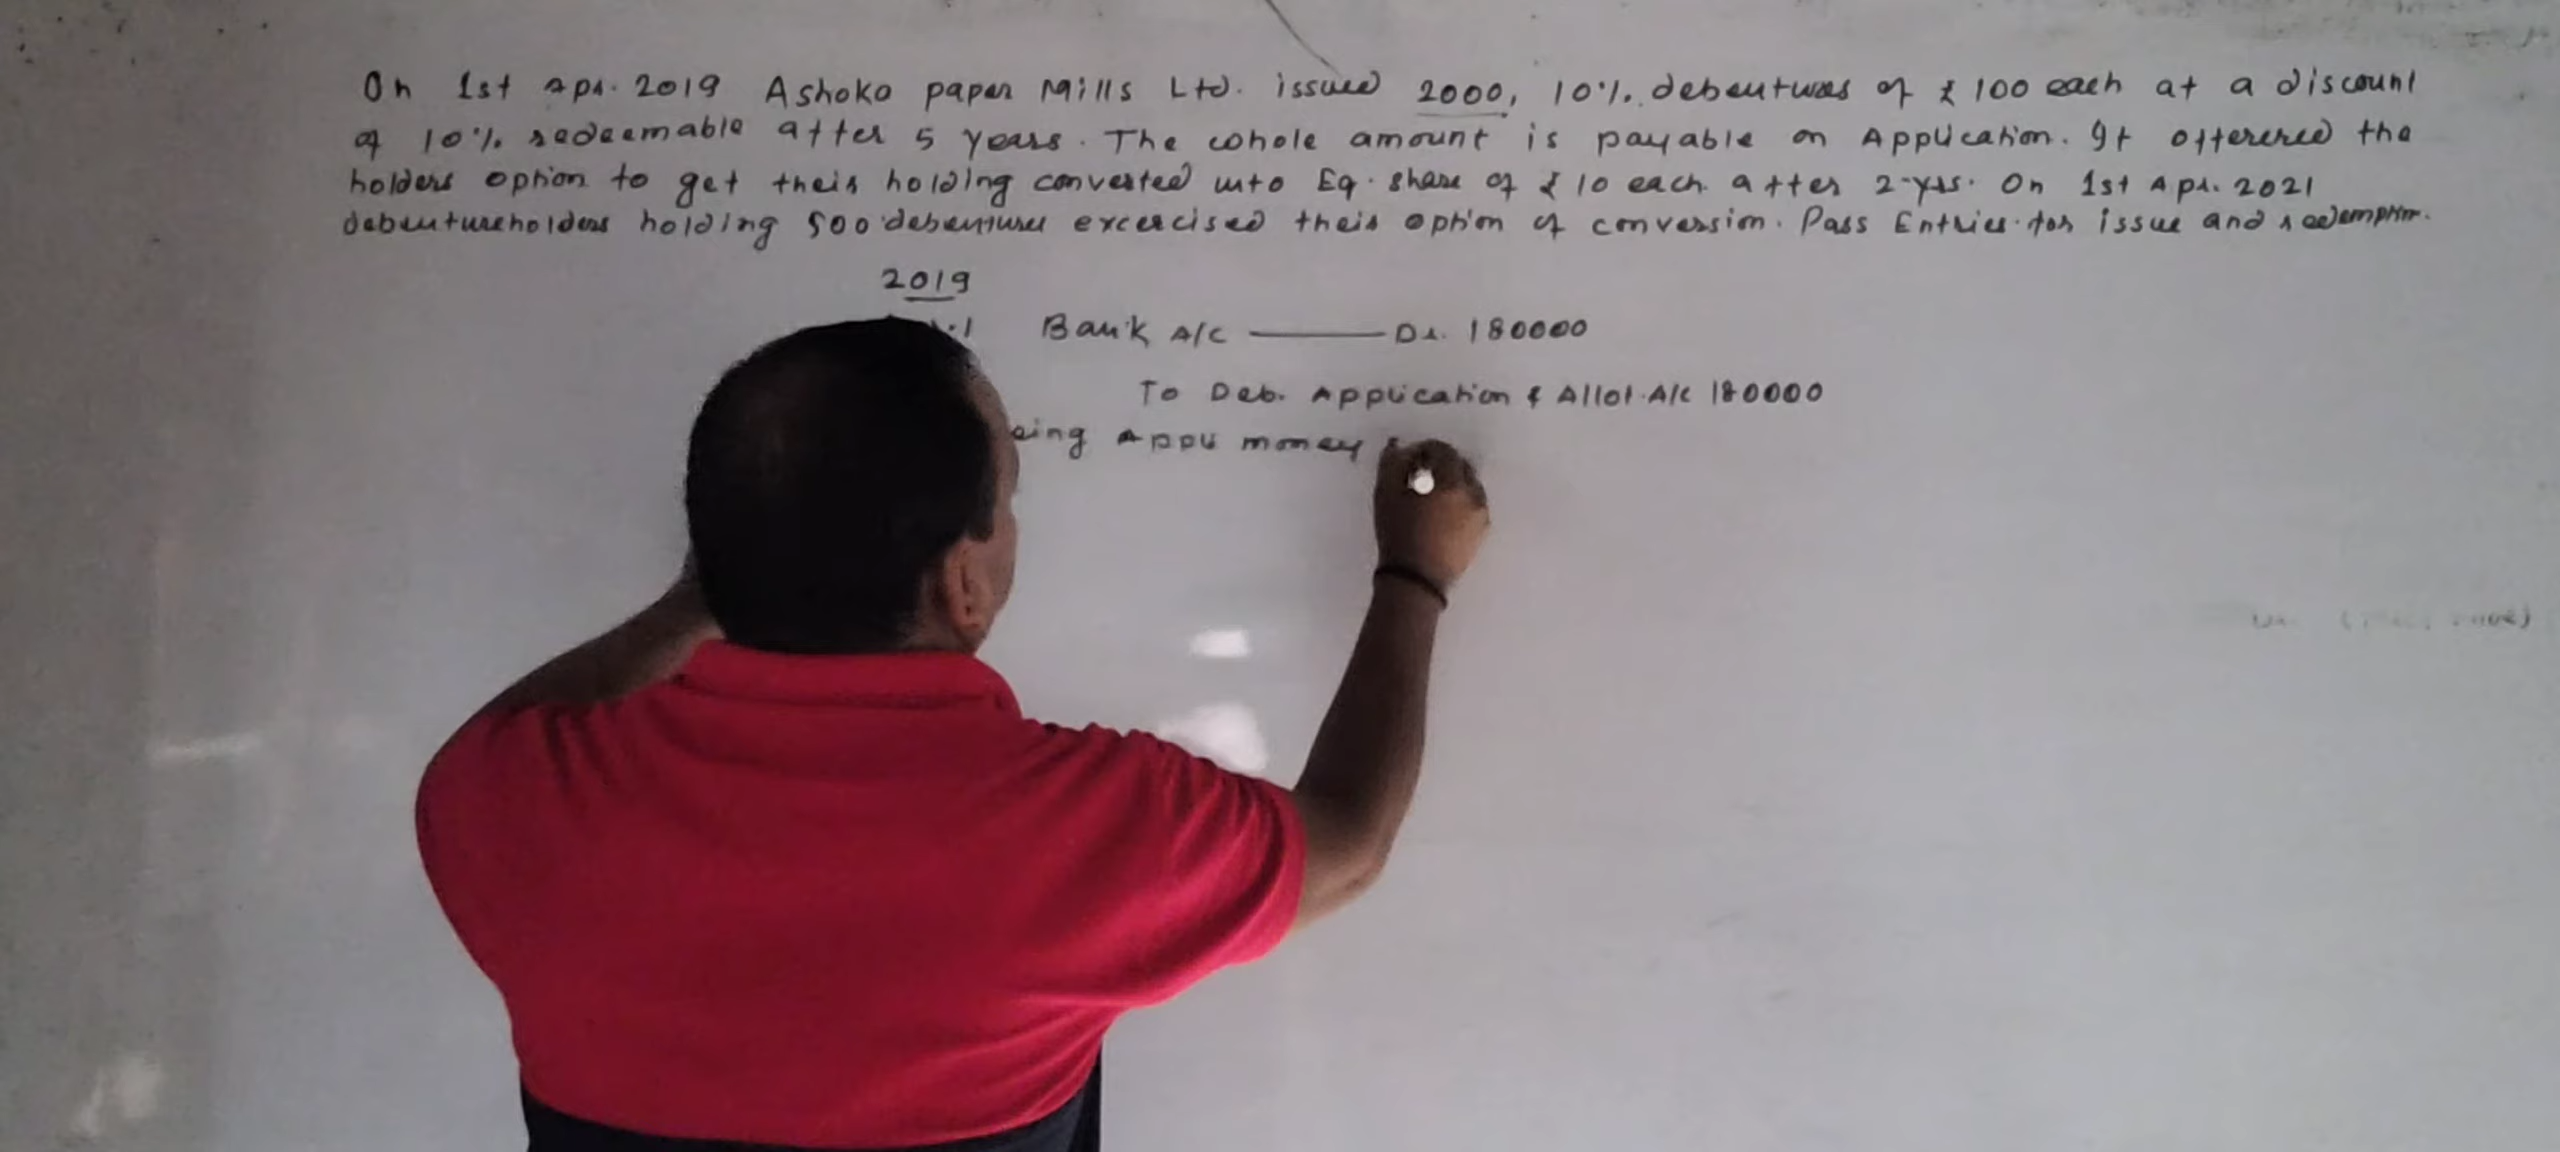 On 1st Apr. 2019 Ashoka paper Mills Ltd. issued 2000, 10%. debentures of ₹ 100 each at a discount
of 10%. redeemable after 5 years. The whole amount is payable on Application. It offerered the
holders option to get their holding converted into Eq. share of ₹ 10 each after 2-yrs. On 1st Apr. 2021
debentureholders holding 500 debentures excercised their option of conversion. Pass Entries for issue and redemption.
2019
Bank A/c ——— Dr. 180000
To Deb. Application & Allot. A/c 180000
eing Appli money